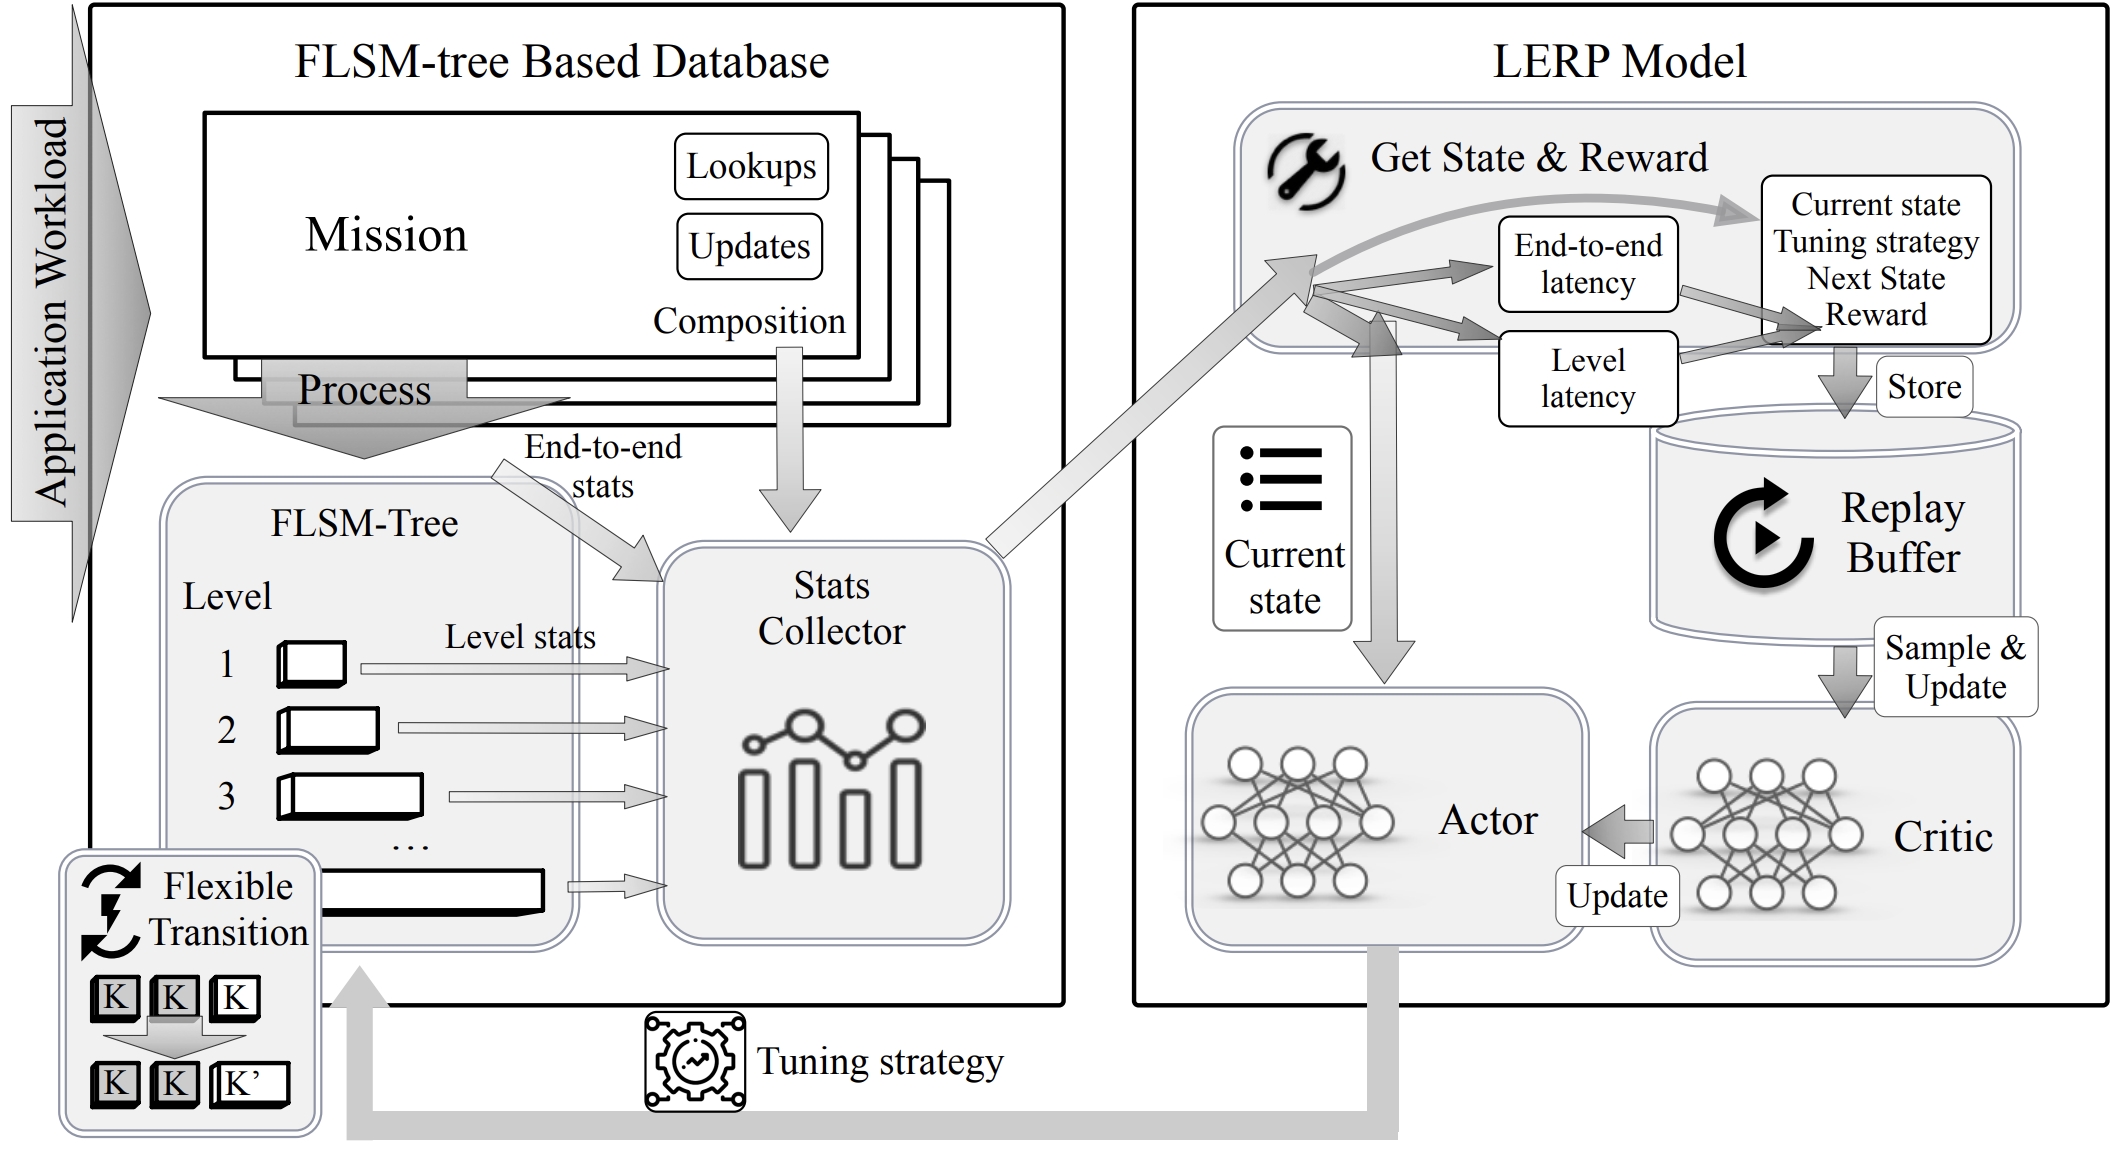 Application Workload
FLSM-tree Based Database
Mission
Lookups
Updates
Composition
Process
End-to-end
stats
FLSM-Tree
Level
Level stats
1
2
3
...
Stats
Collector
Flexible
Transition
K K K
K K K’
Tuning strategy
LERP Model
Get State & Reward
End-to-end
latency
Level
latency
Current state
Tuning strategy
Next State
Reward
Store
Current
state
Replay
Buffer
Sample &
Update
Actor
Update
Critic